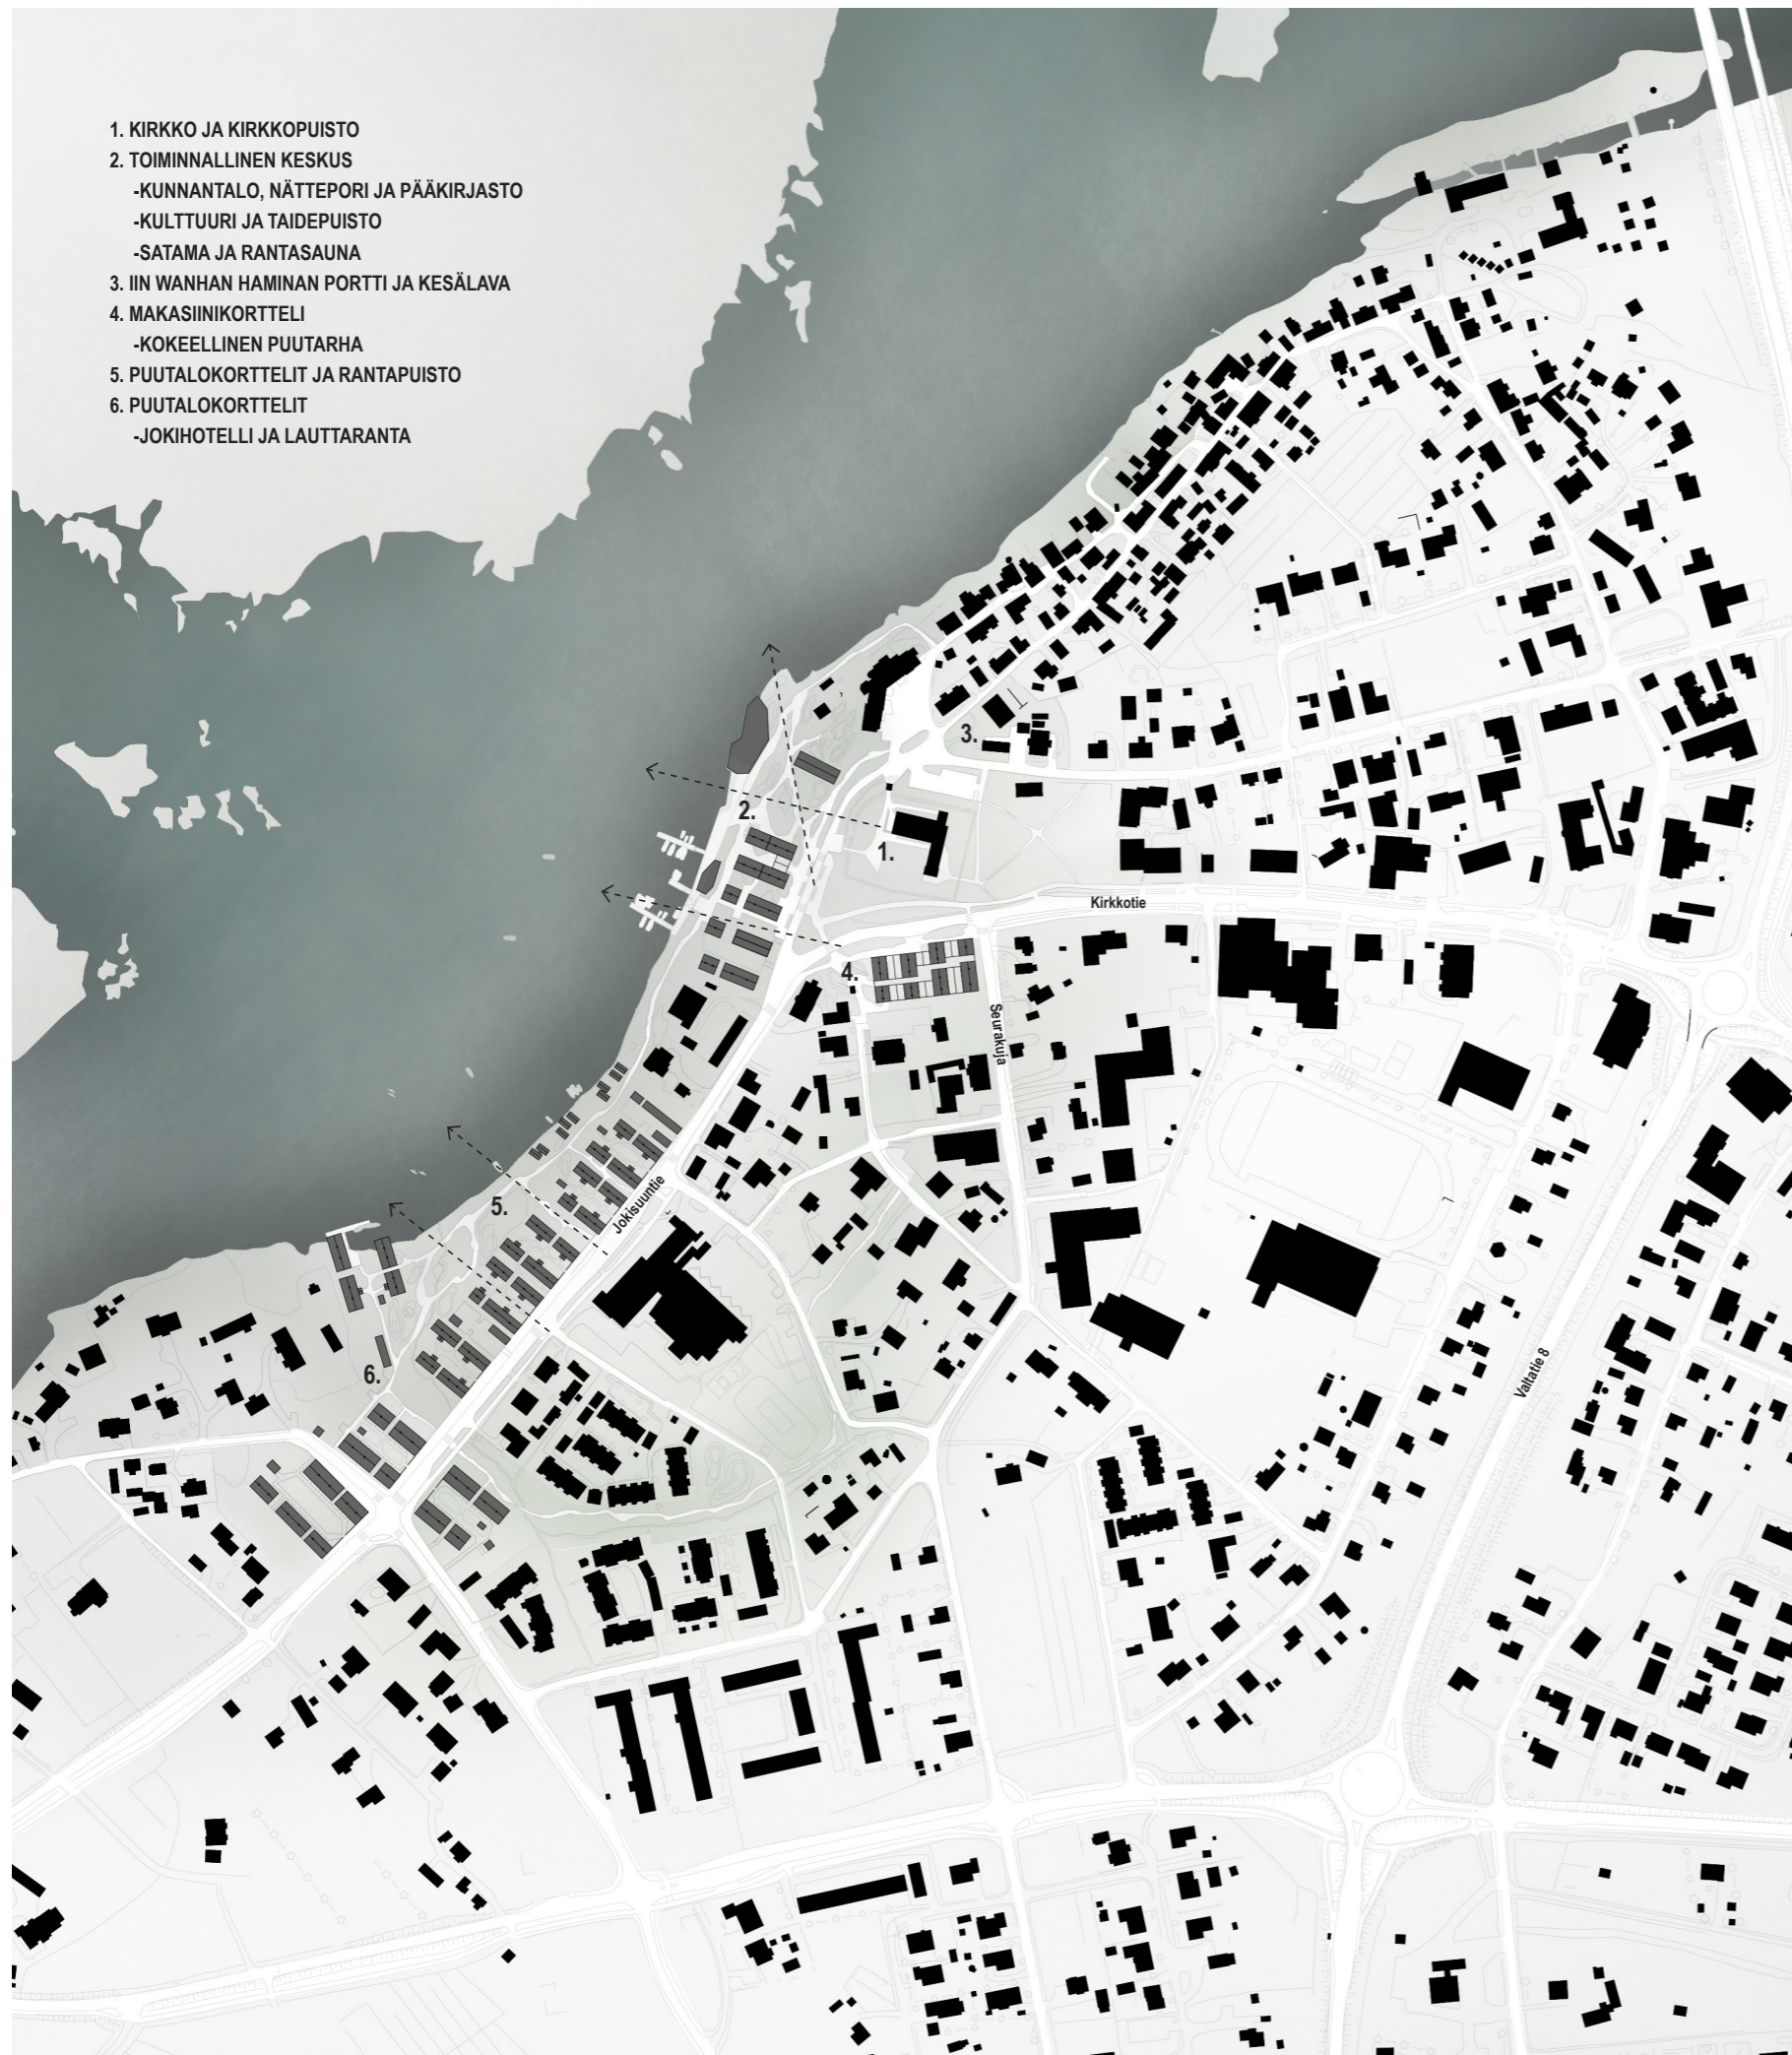 1. KIRKKO JA KIRKKOPUISTO
2. TOIMINNALLINEN KESKUS
-KUNNANTALO, NÄTTEPORI JA PÄÄKIRJASTO
-KULTTUURI JA TAIDEPUISTO
-SATAMA JA RANTASAUNA
3. IIN WANHAN HAMINAN PORTTI JA KESÄLAVA
4. MAKASIINIKORTTELI
-KOKEELLINEN PUUTARHA
5. PUUTALOKORTTELIT JA RANTAPUISTO
6. PUUTALOKORTTELIT
-JOKIHOTELLI JA LAUTTARANTA
3.
2.
1.
Kirkkotie
4.
Seurakuja
5.
Jokisuuntie
6.
Valtatie 8